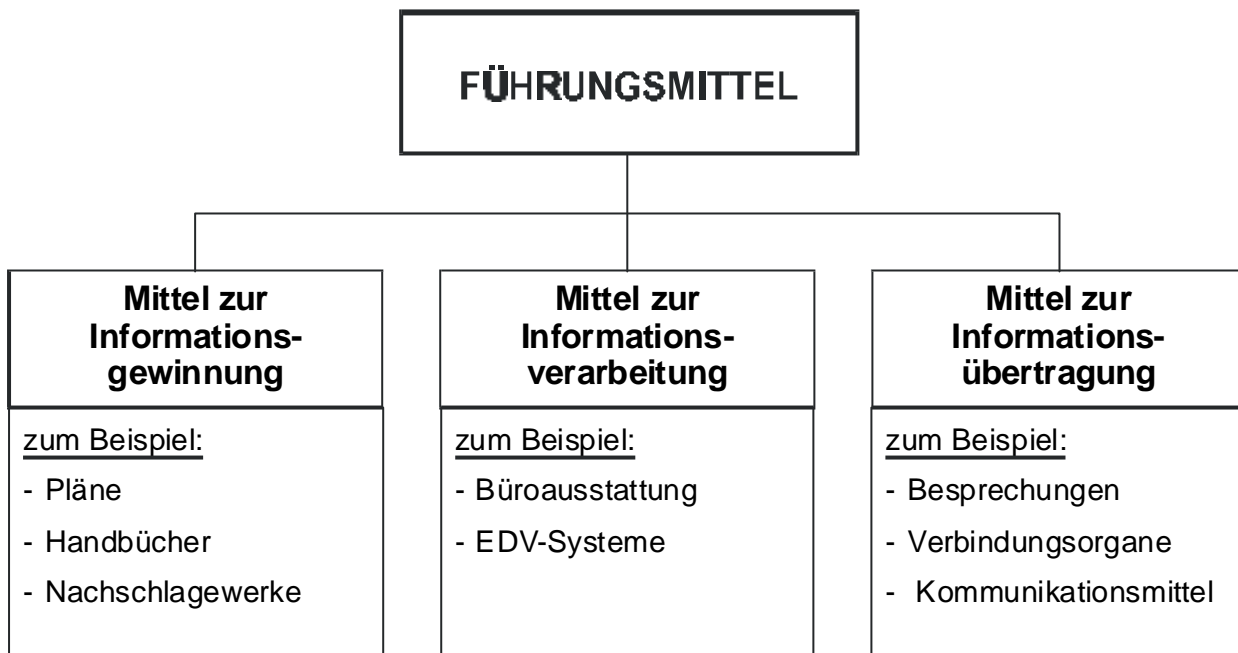 FÜHRUNGSMITTEL
Mittel zur
Informations-
gewinnung
zum Beispiel:
- Pläne
- Handbücher
- Nachschlagewerke
Mittel zur
Informations-
verarbeitung
zum Beispiel:
- Büroausstattung
- EDV-Systeme
Mittel zur
Informations-
übertragung
zum Beispiel:
- Besprechungen
- Verbindungsorgane
- Kommunikationsmittel